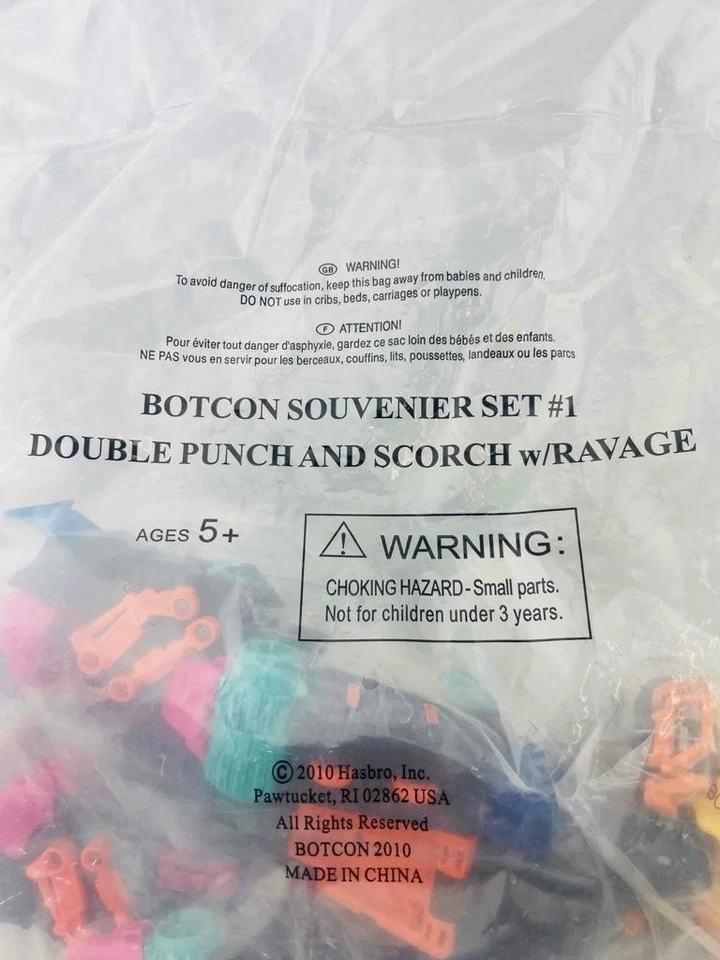 GB WARNING!
To avoid danger of suffocation, keep this bag away from babies and children.
DO NOT use in cribs, beds, carriages or playpens.
F ATTENTION!
Pour éviter tout danger d'asphyxie, gardez ce sac loin des bébés et des enfants.
NE PAS vous en servir pour les berceaux, couffins, lits, poussettes, landeaux ou les parcs
BOTCON SOUVENIER SET #1
DOUBLE PUNCH AND SCORCH w/RAVAGE
AGES 5+
WARNING:
CHOKING HAZARD-Small parts.
Not for children under 3 years.
© 2010 Hasbro, Inc.
Pawtucket, RI 02862 USA
All Rights Reserved
BOTCON 2010
MADE IN CHINA